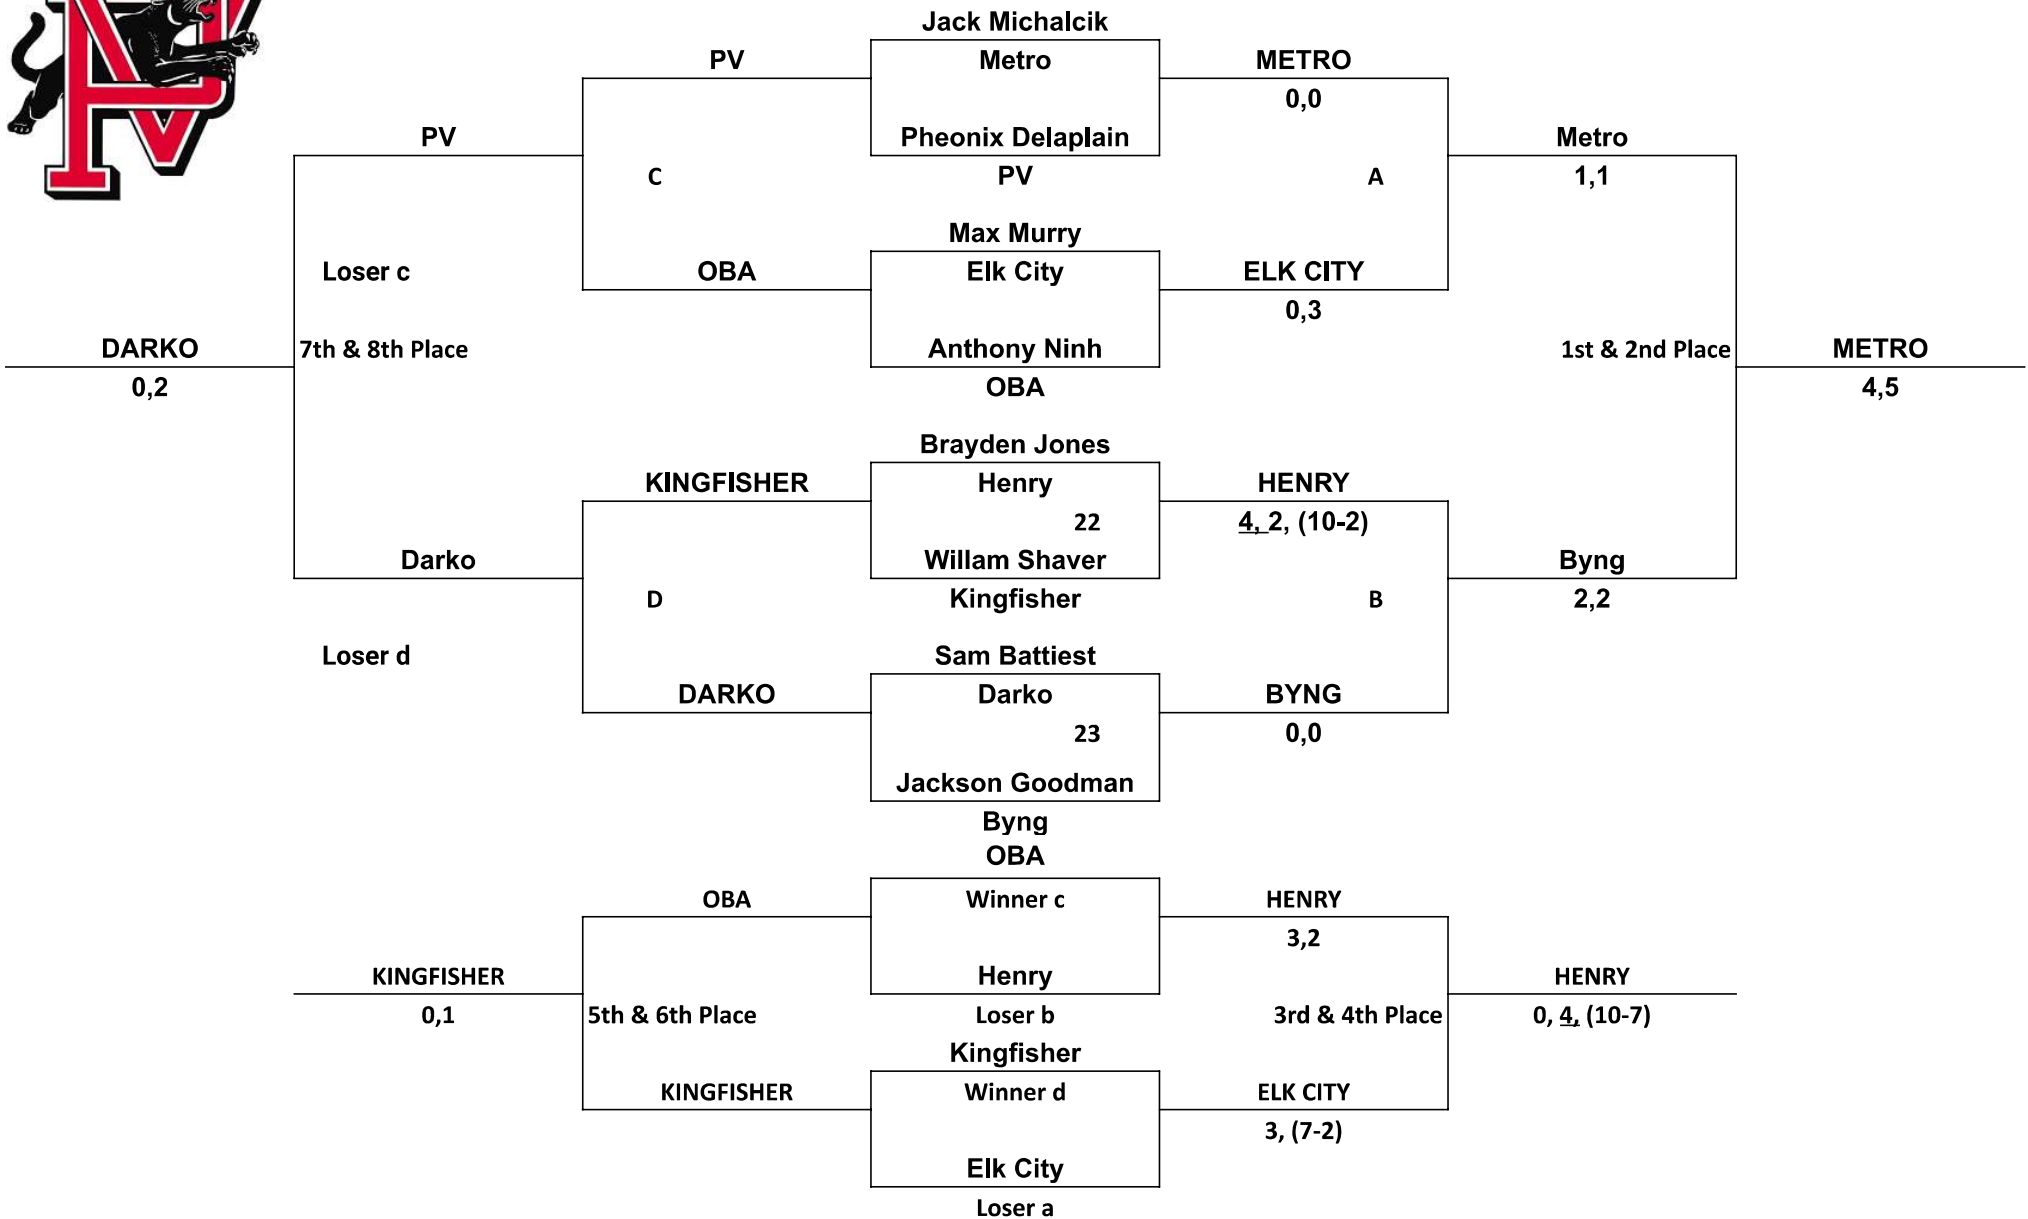 Jack Michalcik
PV
Metro
METRO
0,0
PV
Pheonix Delaplain
Metro
C
PV
A
1,1
Max Murry
Loser c
OBA
Elk City
ELK CITY
0,3
DARKO
7th & 8th Place
Anthony Ninh
1st & 2nd Place
METRO
0,2
OBA
4,5
Brayden Jones
KINGFISHER
Henry
HENRY
22
4, 2, (10-2)
Darko
Willam Shaver
Byng
D
Kingfisher
B
2,2
Loser d
Sam Battiest
DARKO
Darko
BYNG
23
0,0
Jackson Goodman
Byng
OBA
OBA
Winner c
HENRY
3,2
KINGFISHER
Henry
HENRY
0,1
5th & 6th Place
Loser b
3rd & 4th Place
0, 4, (10-7)
Kingfisher
KINGFISHER
Winner d
ELK CITY
3, (7-2)
Elk City
Loser a